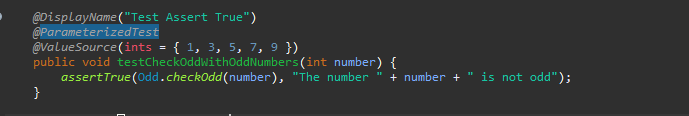 @DisplayName("Test Assert True")
@ParameterizedTest
@ValueSource(ints = { 1, 3, 5, 7, 9 })
public void testCheckOddWithOddNumbers(int number) {
assertTrue(Odd.checkOdd(number), "The number " + number + " is not odd");
}